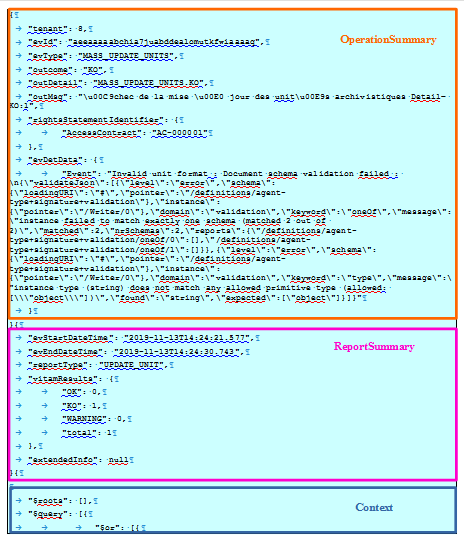 {
"tenant": 8,
"evId": "aeeaaaaabchia7juabddealcmutkfwiaaaaq",
"evType": "MASS_UPDATE_UNITS",
OperationSummary
"outcome": "KO",
"outDetail": "MASS_UPDATE_UNITS.KO",
"outMsg": "\u00C9chec de la mise \u00E0 jour des unit\u00E9s archivistiques Detail=
KO:1",
"rightsStatementIdentifier": {
"AccessContract": "AC-000001"
},
"evDetData": {
"Event": "Invalid unit format : Document schema validation failed :
\n{\"validateJson\":[{\"level\":\"error\",\"schema\":
{\"loadingURI\":\"#\",\"pointer\":\"/definitions/agent-
type+signature+validation\"},\"instance\":
{\"pointer\":\"/Writer/0\"},\"domain\":\"validation\",\"keyword\":\"oneOf\",\"message\":
\"instance failed to match exactly one schema (matched 2 out of
2)\",\"matched\":2,\"nrSchemas\":2,\"reports\":{\"/definitions/agent-
type+signature+validation/oneOf/0\":[],\"/definitions/agent-
type+signature+validation/oneOf/1\":[]}},{\"level\":\"error\",\"schema\":
{\"loadingURI\":\"#\",\"pointer\":\"/definitions/agent-
type+signature+validation\"},\"instance\":
{\"pointer\":\"/Writer/0\"},\"domain\":\"validation\",\"keyword\":\"type\",\"message\":\
"instance type (string) does not match any allowed primitive type (allowed:
[\\\"object\\\"])\",\"found\":\"string\",\"expected\":[\"object\"]}]}"
}
}{
"evStartDateTime": "2019-11-13T14:24:21.577",
ReportSummary
"evEndDateTime": "2019-11-13T14:24:30.743",
"reportType": "UPDATE_UNIT",
"vitamResults": {
"OK": 0,
"KO": 1,
"WARNING": 0,
"total": 1
},
"extendedInfo": null
}{
"$roots": [],
Context
"$query": [{
"$or": [{